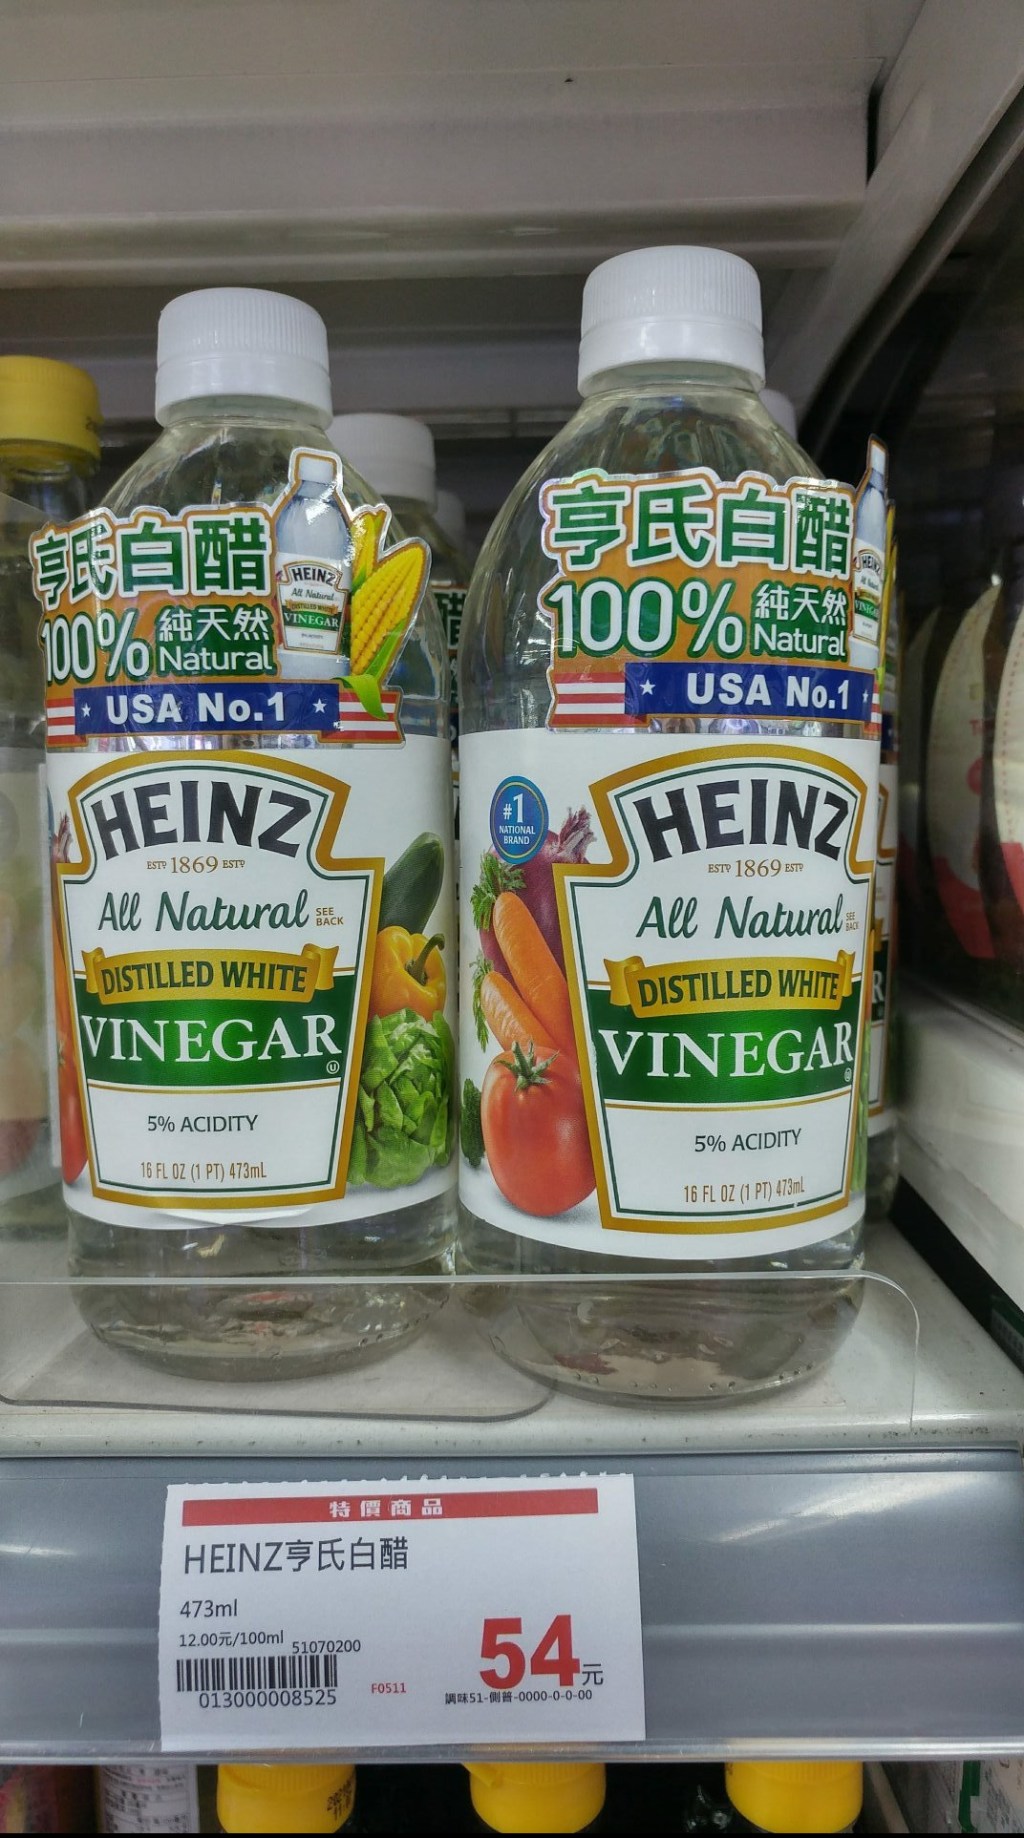 亨氏白醋
100% 純天然
Natural
USA No.1
HEINZ
All Natural
VINEGAR
HEINZ
ESTD 1869 ESTD
All Natural SEE BACK
DISTILLED WHITE
VINEGAR
5% ACIDITY
16 FL OZ (1 PT) 473mL
亨氏白醋
100% 純天然
Natural
USA No.1
HEINZ
#1
NATIONAL
BRAND
HEINZ
ESTD 1869 ESTD
All Natural SEE BACK
DISTILLED WHITE
VINEGAR
5% ACIDITY
16 FL OZ (1 PT) 473mL
特價商品
HEINZ亨氏白醋
473ml
12.00元/100ml 51070200
013000008525
F0511
54元
調味51-側普-0000-0-0-00